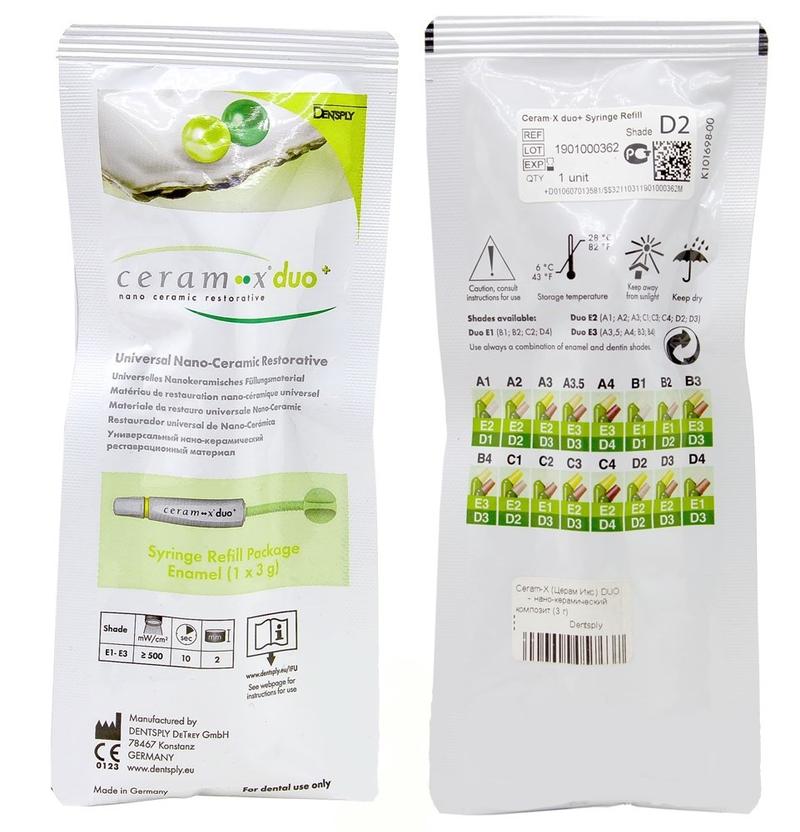 DENSTPLY
ceram••x® duo+
nano ceramic restorative
Universal Nano-Ceramic Restorative
Universelles Nanokeramisches Füllungsmaterial
Matériau de restauration nano-céramique universel
Materiale da restauro universale Nano-Ceramic
Restaurador universal de Nano-Cerámica
Универсальный нано-керамический
реставрационный материал
ceram••x® duo+
Syringe Refill Package
Enamel (1 x 3 g)
Shade mW/cm² sec mm
E1- E3 ≥ 500 10 2
www.dentsply.eu/IFU
See webpage for
instructions for use
Manufactured by
DENTSPLY DeTrey GmbH
78467 Konstanz
GERMANY
www.dentsply.eu
CE
0123
Made in Germany
For dental use only
Ceram·X duo+ Syringe Refill
REF Shade D2
LOT 1901000362
EXP
QTY 1 unit
+D010607013581/$$32110311901000362M
K101698-00
28 °C
82 °F
6 °C
43 °F
Caution, consult
instructions for use
Storage temperature
Keep away
from sunlight
Keep dry
Shades available: Duo E2 (A1; A2; A3; C1; C3; C4; D2; D3)
Duo E1 (B1; B2; C2; D4) Duo E3 (A3,5; A4; B3; B4)
Use always a combination of enamel and dentin shades.
A1 A2 A3 A3.5 A4 B1 B2 B3
E2 E2 E2 E3 E3 E1 E1 E3
D1 D2 D3 D3 D4 D1 D2 D3
B4 C1 C2 C3 C4 D2 D3 D4
E3 E2 E1 E2 E2 E2 E2 E1
D3 D2 D3 D3 D4 D2 D3 D3
Ceram-X (Церам Икс) DUO
- нано-керамический
композит (3 г)
Dentsply